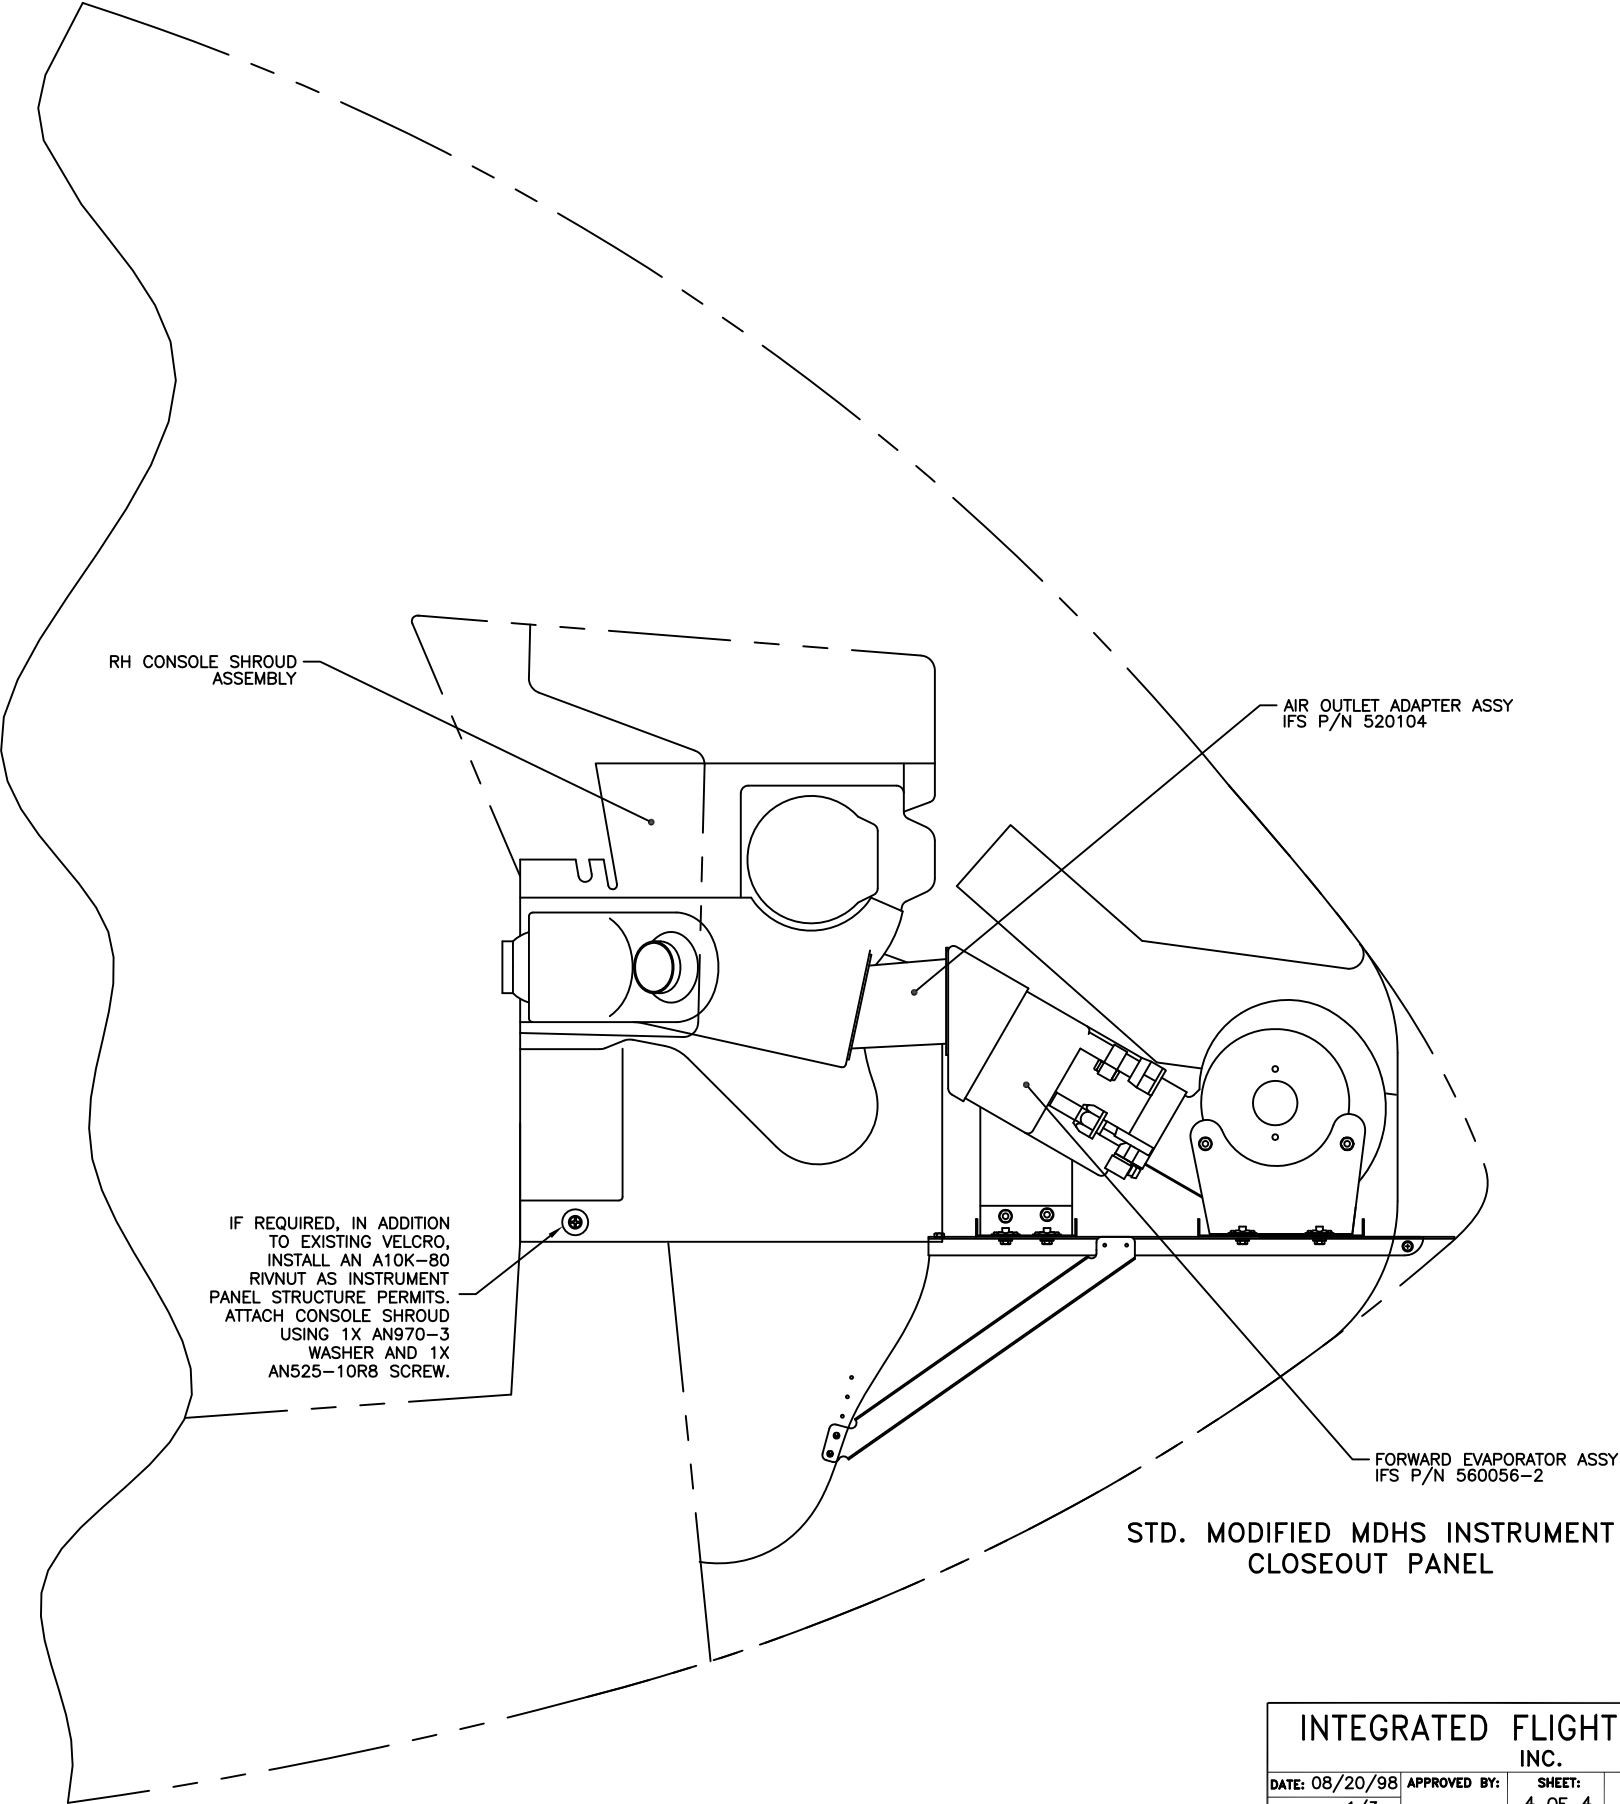 RH CONSOLE SHROUD
ASSEMBLY
AIR OUTLET ADAPTER ASSY
IFS P/N 520104
IF REQUIRED, IN ADDITION
TO EXISTING VELCRO,
INSTALL AN A10K-80
RIVNUT AS INSTRUMENT
PANEL STRUCTURE PERMITS.
ATTACH CONSOLE SHROUD
USING 1X AN970-3
WASHER AND 1X
AN525-10R8 SCREW.
FORWARD EVAPORATOR ASSY
IFS P/N 560056-2
STD. MODIFIED MDHS INSTRUMENT
CLOSEOUT PANEL
INTEGRATED FLIGHT
INC.
DATE: 08/20/98 APPROVED BY: SHEET:
4 OF 4